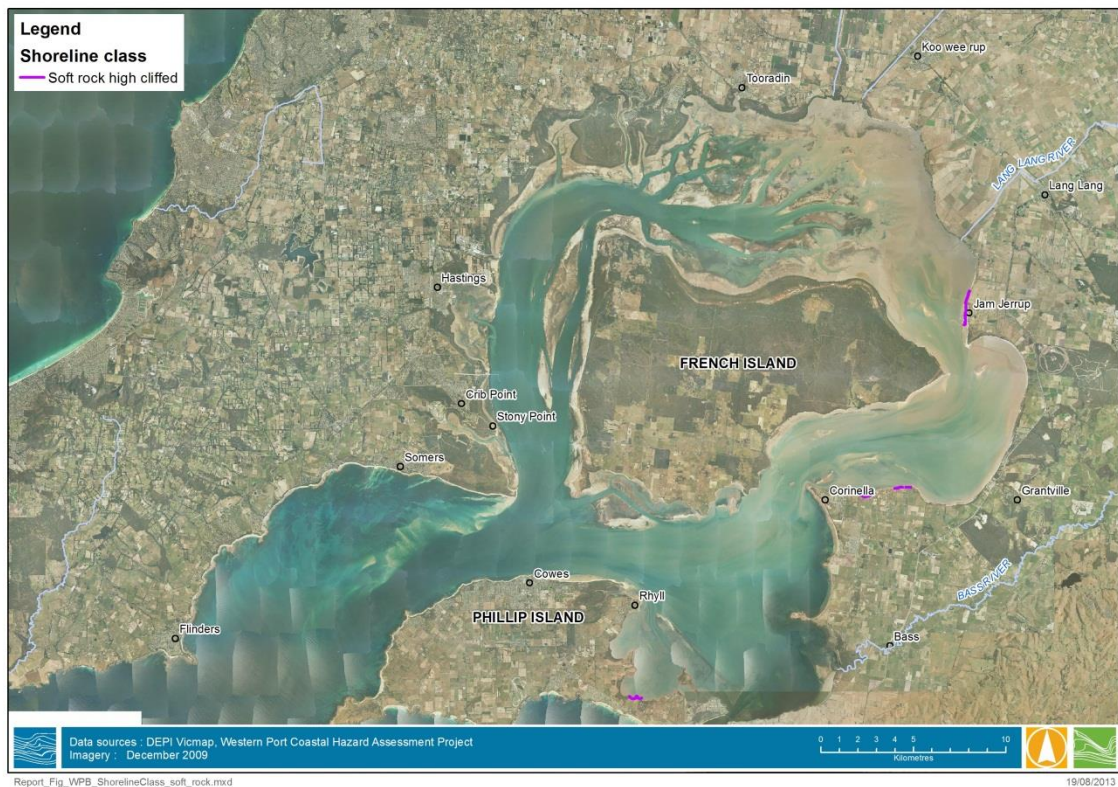 Legend
Shoreline class
Soft rock high cliffed
Koo wee rup
Tooradin
LANG LANG RIVER
Lang Lang
Hastings
Jam Jerrup
FRENCH ISLAND
Crib Point
Stony Point
Somers
Corinella
Grantville
Cowes
BASS RIVER
Rhyll
PHILLIP ISLAND
Flinders
Bass
Data sources : DEPI Vicmap, Western Port Coastal Hazard Assessment Project
Imagery : December 2009
0 1 2 3 4 5 10
Kilometres
Report_Fig_WPB_ShorelineClass_soft_rock.mxd
19/08/2013